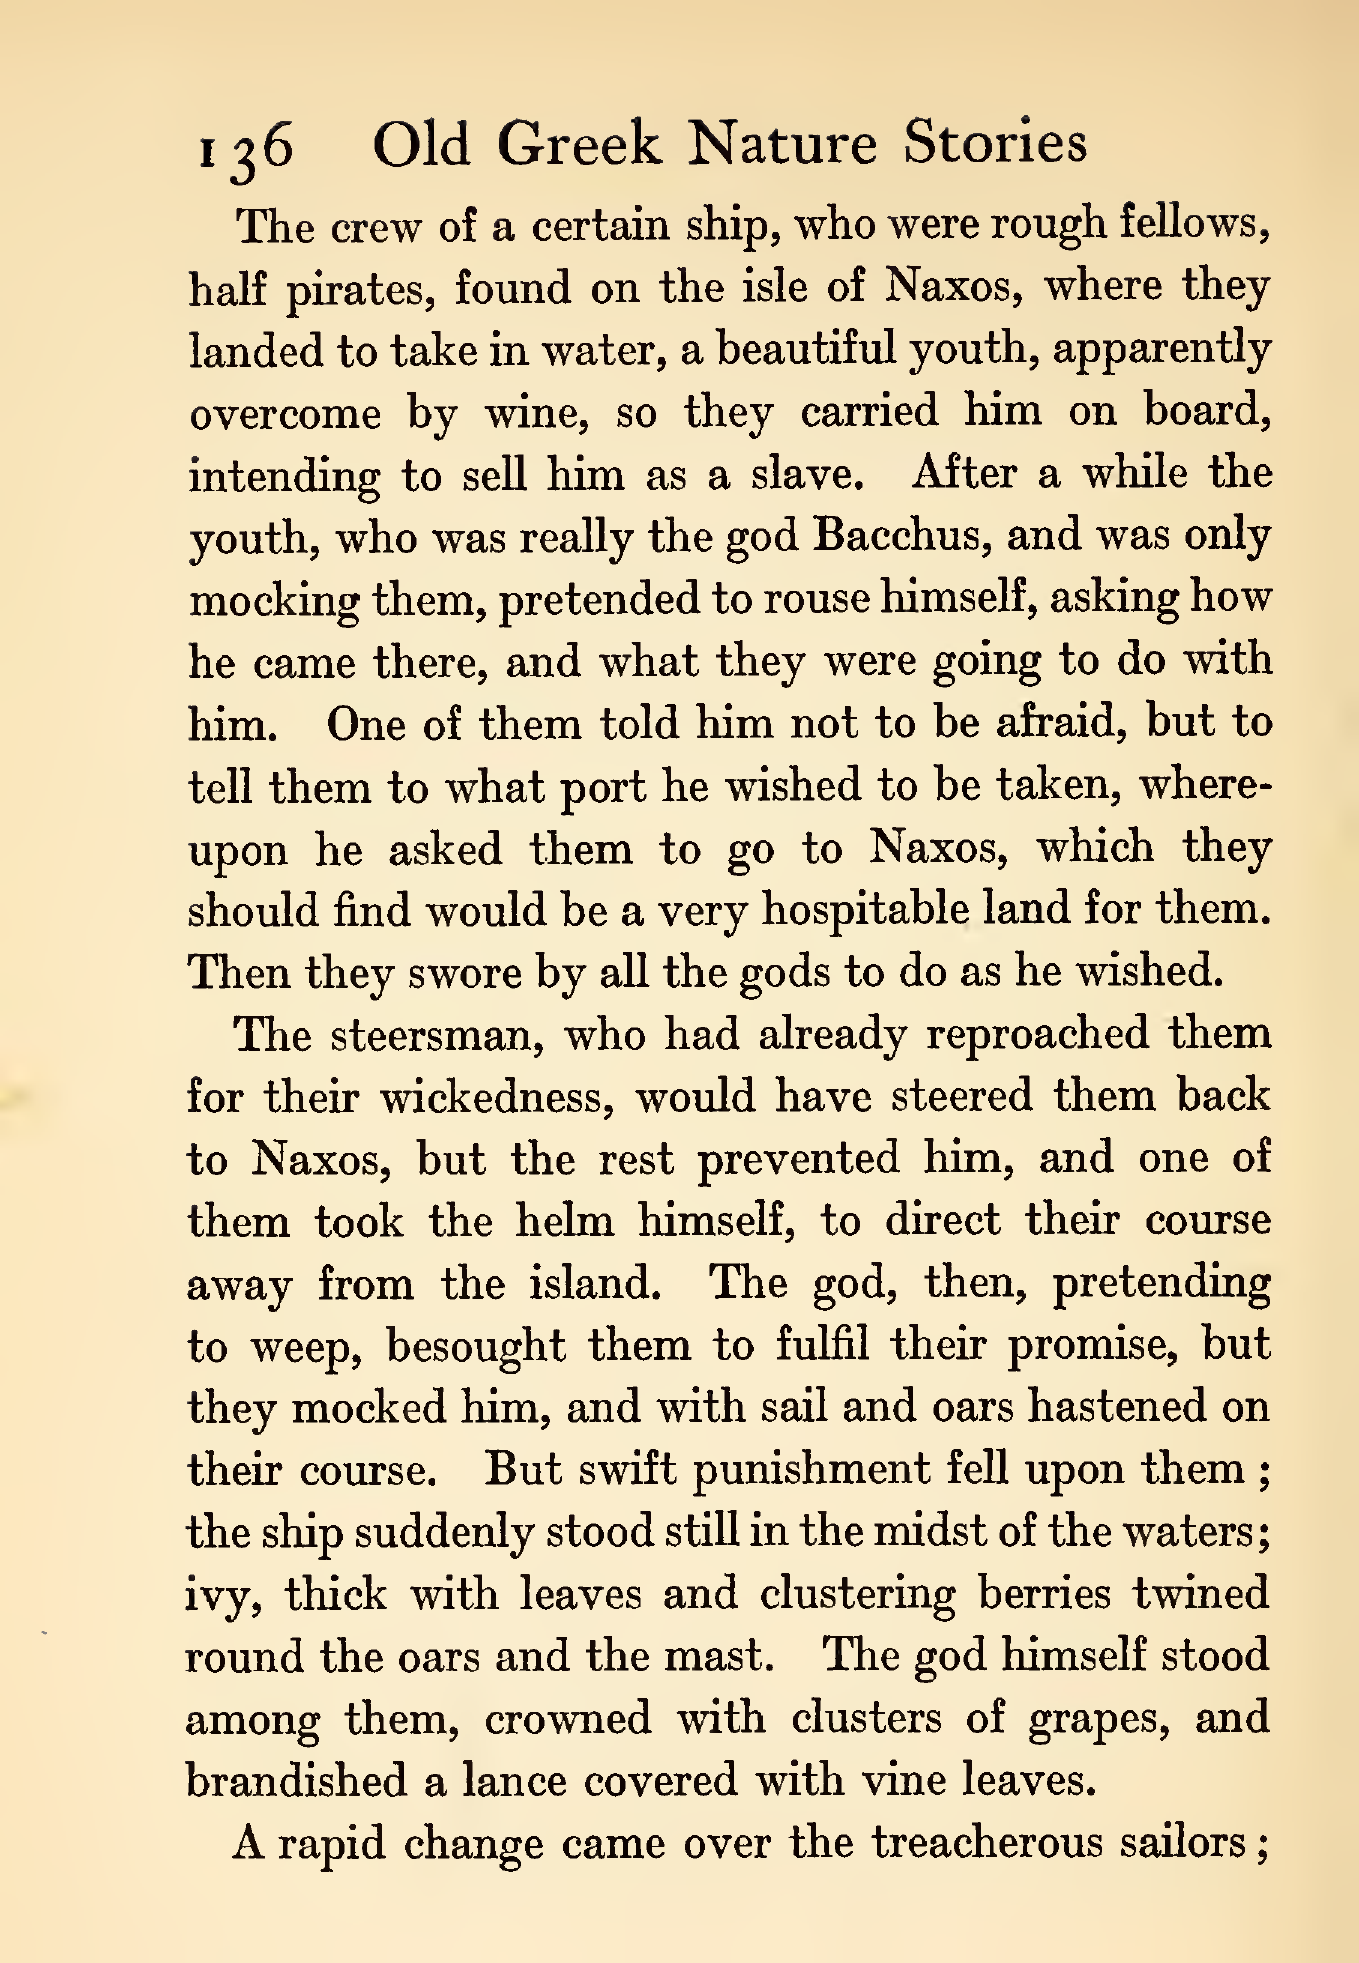 136 Old Greek Nature Stories
The crew of a certain ship, who were rough fellows,
half pirates, found on the isle of Naxos, where they
landed to take in water, a beautiful youth, apparently
overcome by wine, so they carried him on board,
intending to sell him as a slave. After a while the
youth, who was really the god Bacchus, and was only
mocking them, pretended to rouse himself, asking how
he came there, and what they were going to do with
him. One of them told him not to be afraid, but to
tell them to what port he wished to be taken, where-
upon he asked them to go to Naxos, which they
should find would be a very hospitable land for them.
Then they swore by all the gods to do as he wished.
The steersman, who had already reproached them
for their wickedness, would have steered them back
to Naxos, but the rest prevented him, and one of
them took the helm himself, to direct their course
away from the island. The god, then, pretending
to weep, besought them to fulfil their promise, but
they mocked him, and with sail and oars hastened on
their course. But swift punishment fell upon them ;
the ship suddenly stood still in the midst of the waters;
ivy, thick with leaves and clustering berries twined
round the oars and the mast. The god himself stood
among them, crowned with clusters of grapes, and
brandished a lance covered with vine leaves.
A rapid change came over the treacherous sailors ;